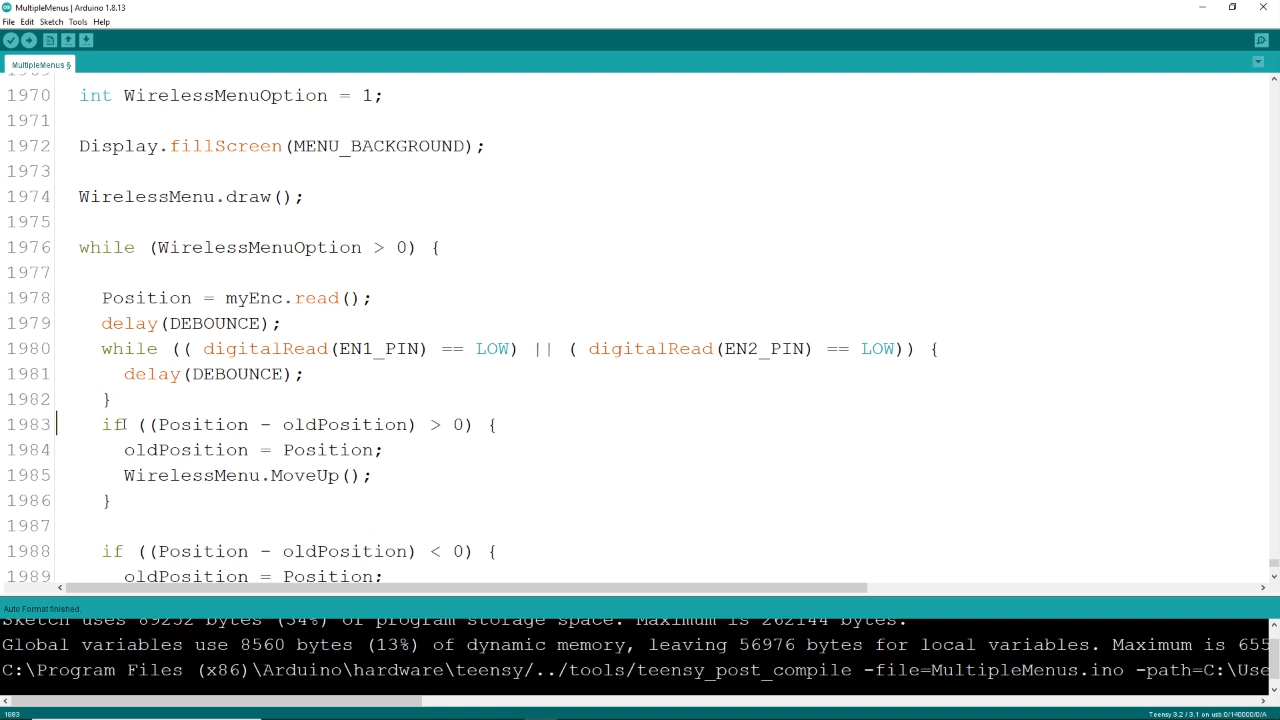 MultipleMenus | Arduino 1.8.13
File Edit Sketch Tools Help
MultipleMenus §
1969
1970 int WirelessMenuOption = 1;
1971
1972 Display.fillScreen(MENU_BACKGROUND);
1973
1974 WirelessMenu.draw();
1975
1976 while (WirelessMenuOption > 0) {
1977
1978 Position = myEnc.read();
1979 delay(DEBOUNCE);
1980 while (( digitalRead(EN1_PIN) == LOW) || ( digitalRead(EN2_PIN) == LOW)) {
1981 delay(DEBOUNCE);
1982 }
1983 if ((Position - oldPosition) > 0) {
1984 oldPosition = Position;
1985 WirelessMenu.MoveUp();
1986 }
1987
1988 if ((Position - oldPosition) < 0) {
1989 oldPosition = Position;
Auto Format finished.
Sketch uses 89252 bytes (34%) of program storage space. Maximum is 262144 bytes.
Global variables use 8560 bytes (13%) of dynamic memory, leaving 56976 bytes for local variables. Maximum is 655
C:\Program Files (x86)\Arduino\hardware\teensy/../tools/teensy_post_compile -file=MultipleMenus.ino -path=C:\Use
1983
Teensy 3.2 / 3.1 on usb:0/140000/0/A